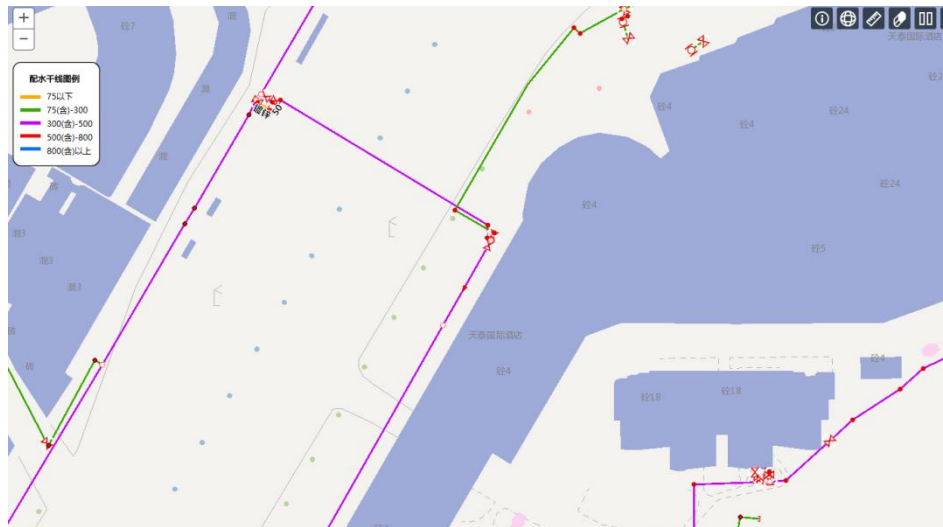 +
−
配水干线图例
75以下
75(含)-300
300(含)-500
500(含)-800
800(含)以上
砼7
混
混
混
镀锌 50
天泰国际酒店
砼4
砼24
砼4
砼24
砼4
砼5
混3
混3
混3
砖
天泰国际酒店
砼4
砼4
砼18
砼18